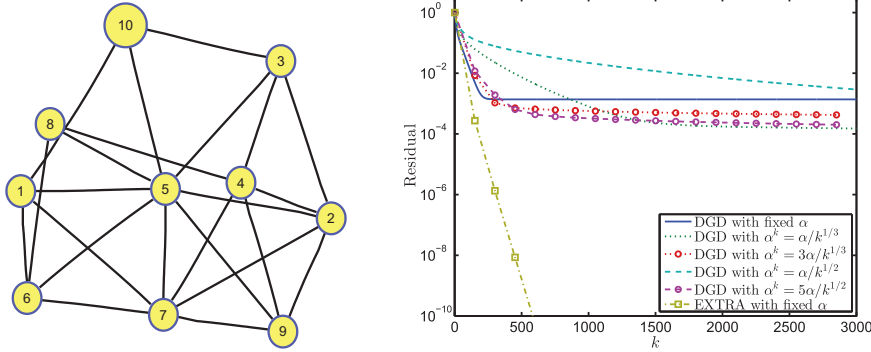 10
3
8
4
5
1
2
6
7
9
Residual
10^0
10^-2
10^-4
10^-6
10^-8
10^-10
0 500 1000 1500 2000 2500 3000
k
DGD with fixed α
DGD with α^k = α/k^1/3
DGD with α^k = 3α/k^1/3
DGD with α^k = α/k^1/2
DGD with α^k = 5α/k^1/2
EXTRA with fixed α